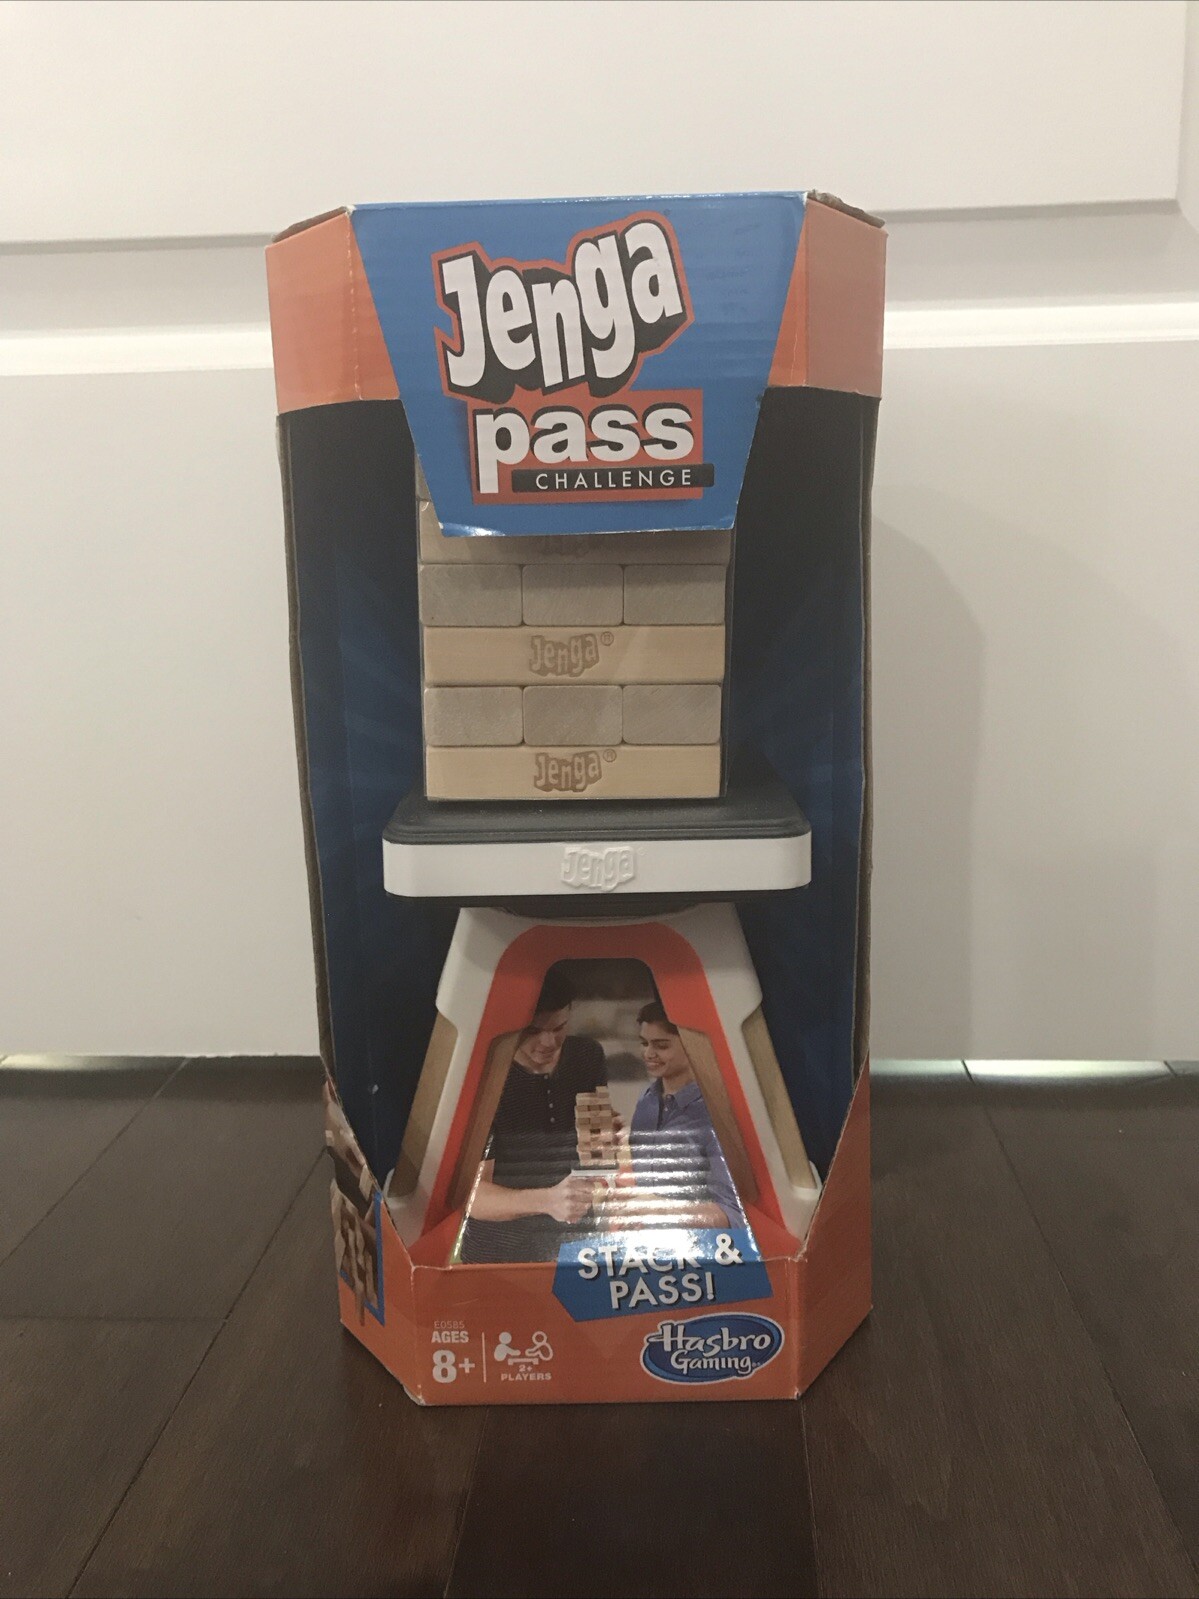 Jenga
pass
CHALLENGE
Jenga®
Jenga®
Jenga
STACK &
PASS!
E0585
AGES
8+
2+
PLAYERS
Hasbro
Gaming